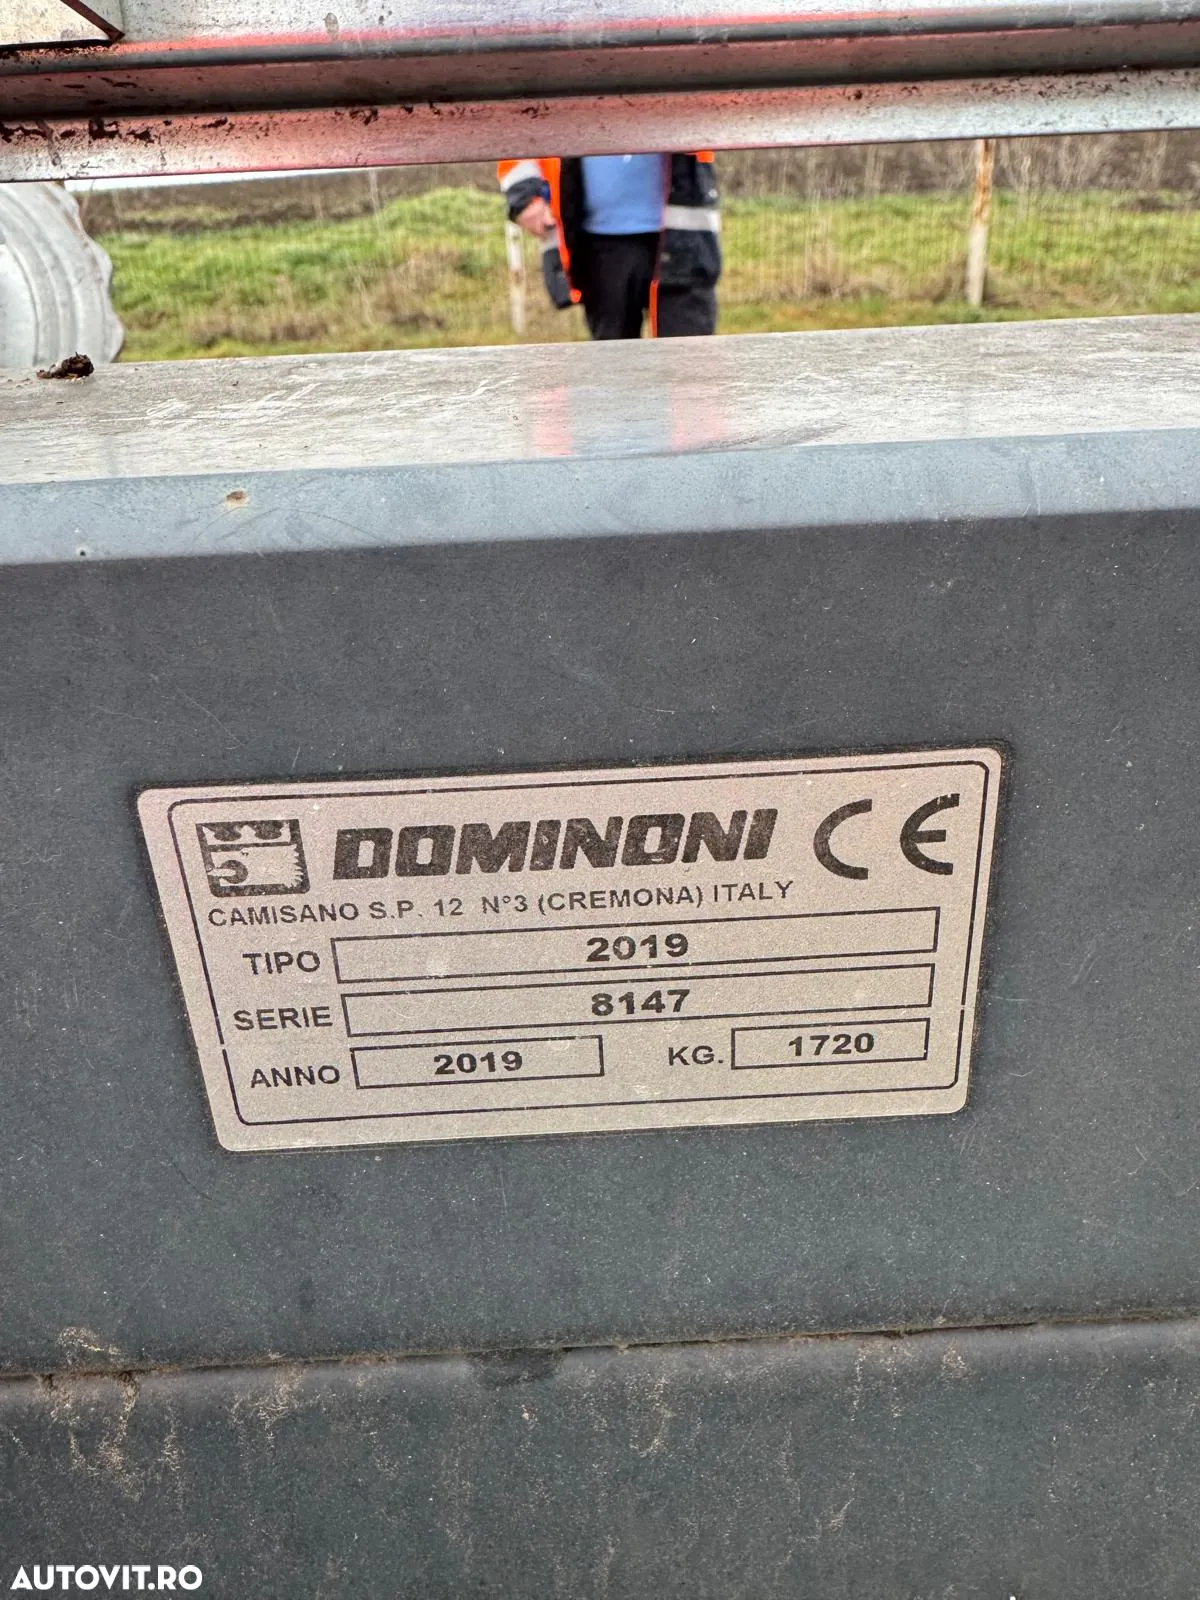 DOMINONI CE
CAMISANO S.P. 12 N°3 (CREMONA) ITALY
TIPO 2019
SERIE 8147
ANNO 2019 KG. 1720
AUTOVIT.RO